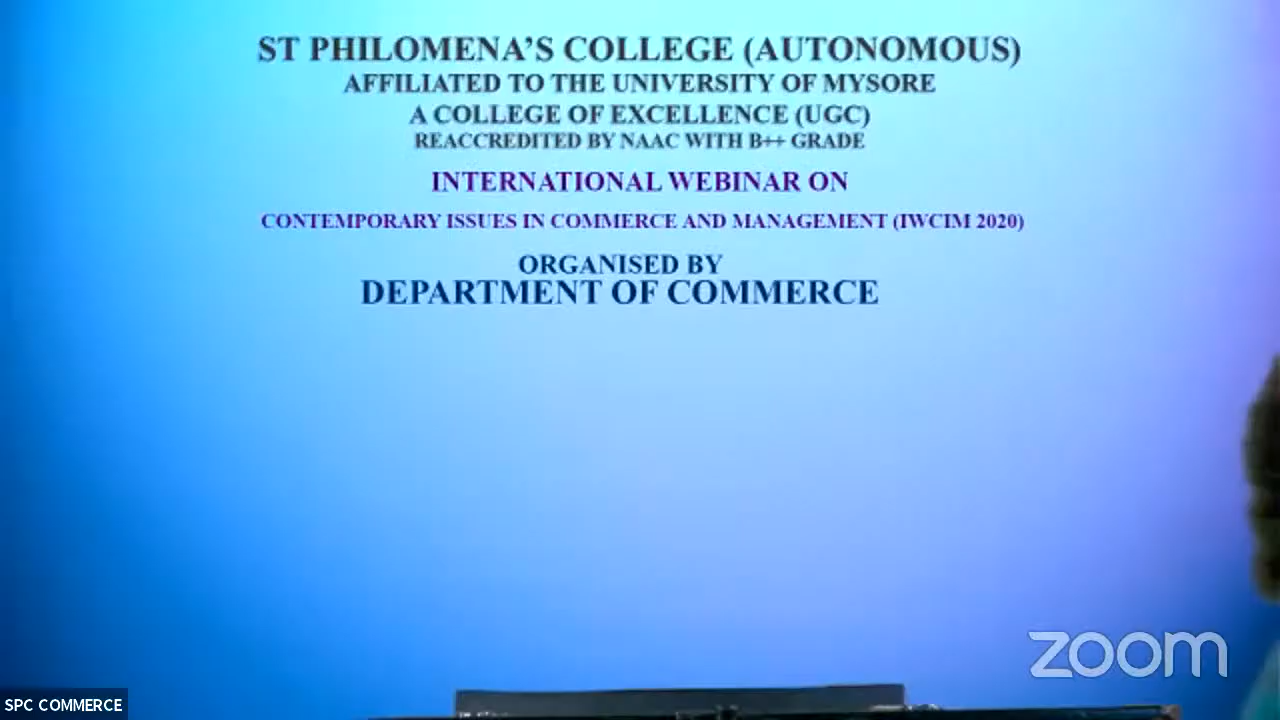 ST PHILOMENA'S COLLEGE (AUTONOMOUS)
AFFILIATED TO THE UNIVERSITY OF MYSORE
A COLLEGE OF EXCELLENCE (UGC)
REACCREDITED BY NAAC WITH B++ GRADE
INTERNATIONAL WEBINAR ON
CONTEMPORARY ISSUES IN COMMERCE AND MANAGEMENT (IWCIM 2020)
ORGANISED BY
DEPARTMENT OF COMMERCE
zoom
SPC COMMERCE